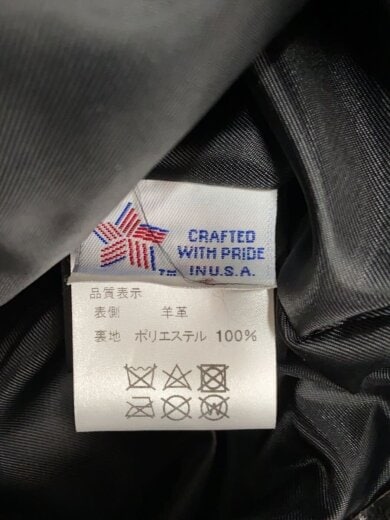 CRAFTED
WITH PRIDE
TM IN U.S.A.
品質表示
表側 羊革
裏地 ポリエステル 100%